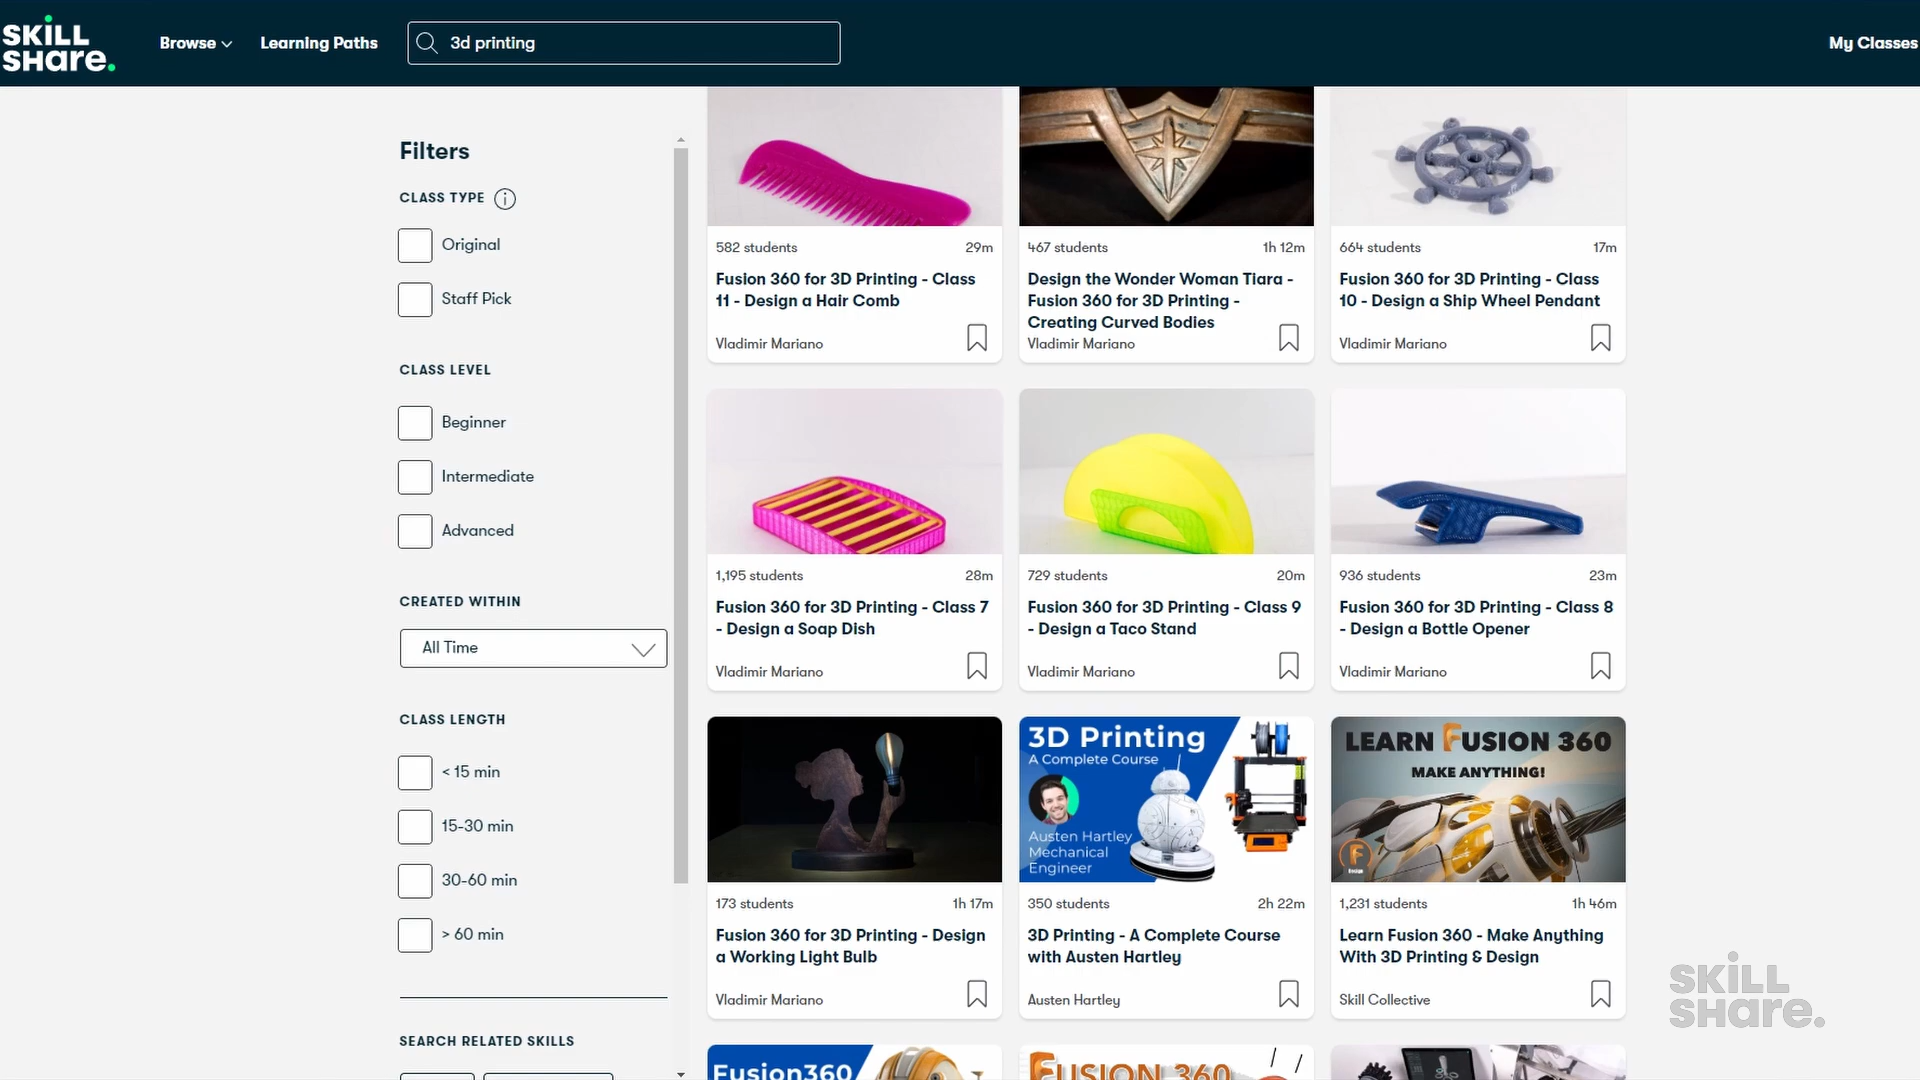 SKILL
SHare.
Browse
Learning Paths
3d printing
My Classes
Filters
CLASS TYPE
Original
Staff Pick
CLASS LEVEL
Beginner
Intermediate
Advanced
CREATED WITHIN
All Time
CLASS LENGTH
< 15 min
15-30 min
30-60 min
> 60 min
SEARCH RELATED SKILLS
582 students 29m
Fusion 360 for 3D Printing - Class
11 - Design a Hair Comb
Vladimir Mariano
467 students 1h 12m
Design the Wonder Woman Tiara -
Fusion 360 for 3D Printing -
Creating Curved Bodies
Vladimir Mariano
664 students 17m
Fusion 360 for 3D Printing - Class
10 - Design a Ship Wheel Pendant
Vladimir Mariano
1,195 students 28m
Fusion 360 for 3D Printing - Class 7
- Design a Soap Dish
Vladimir Mariano
729 students 20m
Fusion 360 for 3D Printing - Class 9
- Design a Taco Stand
Vladimir Mariano
936 students 23m
Fusion 360 for 3D Printing - Class 8
- Design a Bottle Opener
Vladimir Mariano
173 students 1h 17m
Fusion 360 for 3D Printing - Design
a Working Light Bulb
Vladimir Mariano
3D Printing
A Complete Course
Austen Hartley
Mechanical
Engineer
350 students 2h 22m
3D Printing - A Complete Course
with Austen Hartley
Austen Hartley
LEARN FUSION 360
MAKE ANYTHING!
1,231 students 1h 46m
Learn Fusion 360 - Make Anything
With 3D Printing & Design
Skill Collective
Fusion360
FUSION 360
SKILL
SHare.